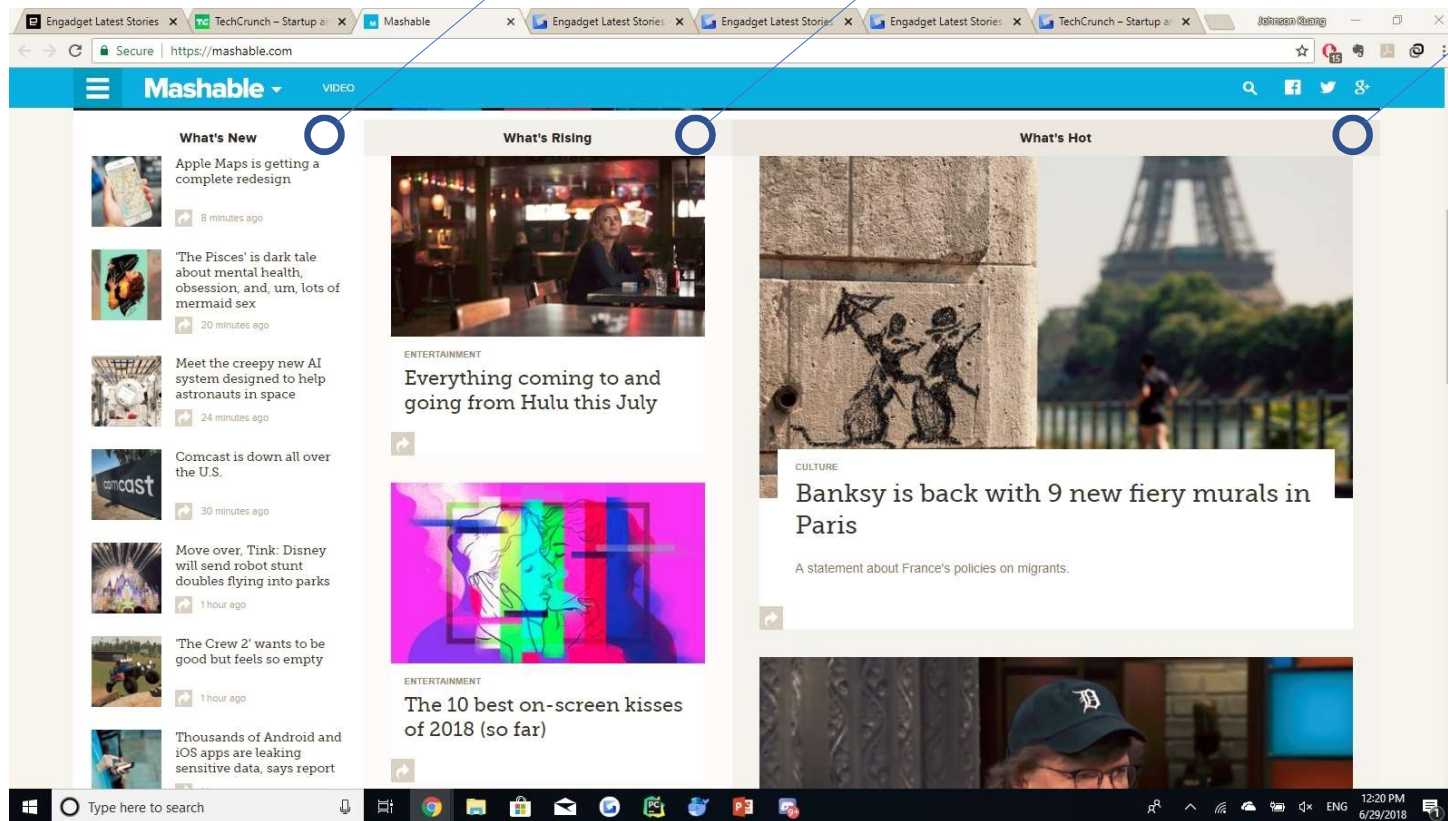 Engadget Latest Stories
TechCrunch – Startup a
Mashable
Engadget Latest Stories
Engadget Latest Stories
Engadget Latest Stories
TechCrunch – Startup a
Johnson Kuang
Secure | https://mashable.com
15
Mashable
VIDEO
What's New
Apple Maps is getting a
complete redesign
8 minutes ago
'The Pisces' is dark tale
about mental health,
obsession, and, um, lots of
mermaid sex
20 minutes ago
Meet the creepy new AI
system designed to help
astronauts in space
24 minutes ago
comcast
Comcast is down all over
the U.S.
30 minutes ago
Move over, Tink: Disney
will send robot stunt
doubles flying into parks
1 hour ago
'The Crew 2' wants to be
good but feels so empty
1 hour ago
Thousands of Android and
iOS apps are leaking
sensitive data, says report
What's Rising
ENTERTAINMENT
Everything coming to and
going from Hulu this July
ENTERTAINMENT
The 10 best on-screen kisses
of 2018 (so far)
What's Hot
CULTURE
Banksy is back with 9 new fiery murals in
Paris
A statement about France's policies on migrants.
Type here to search
ENG
12:20 PM
6/29/2018